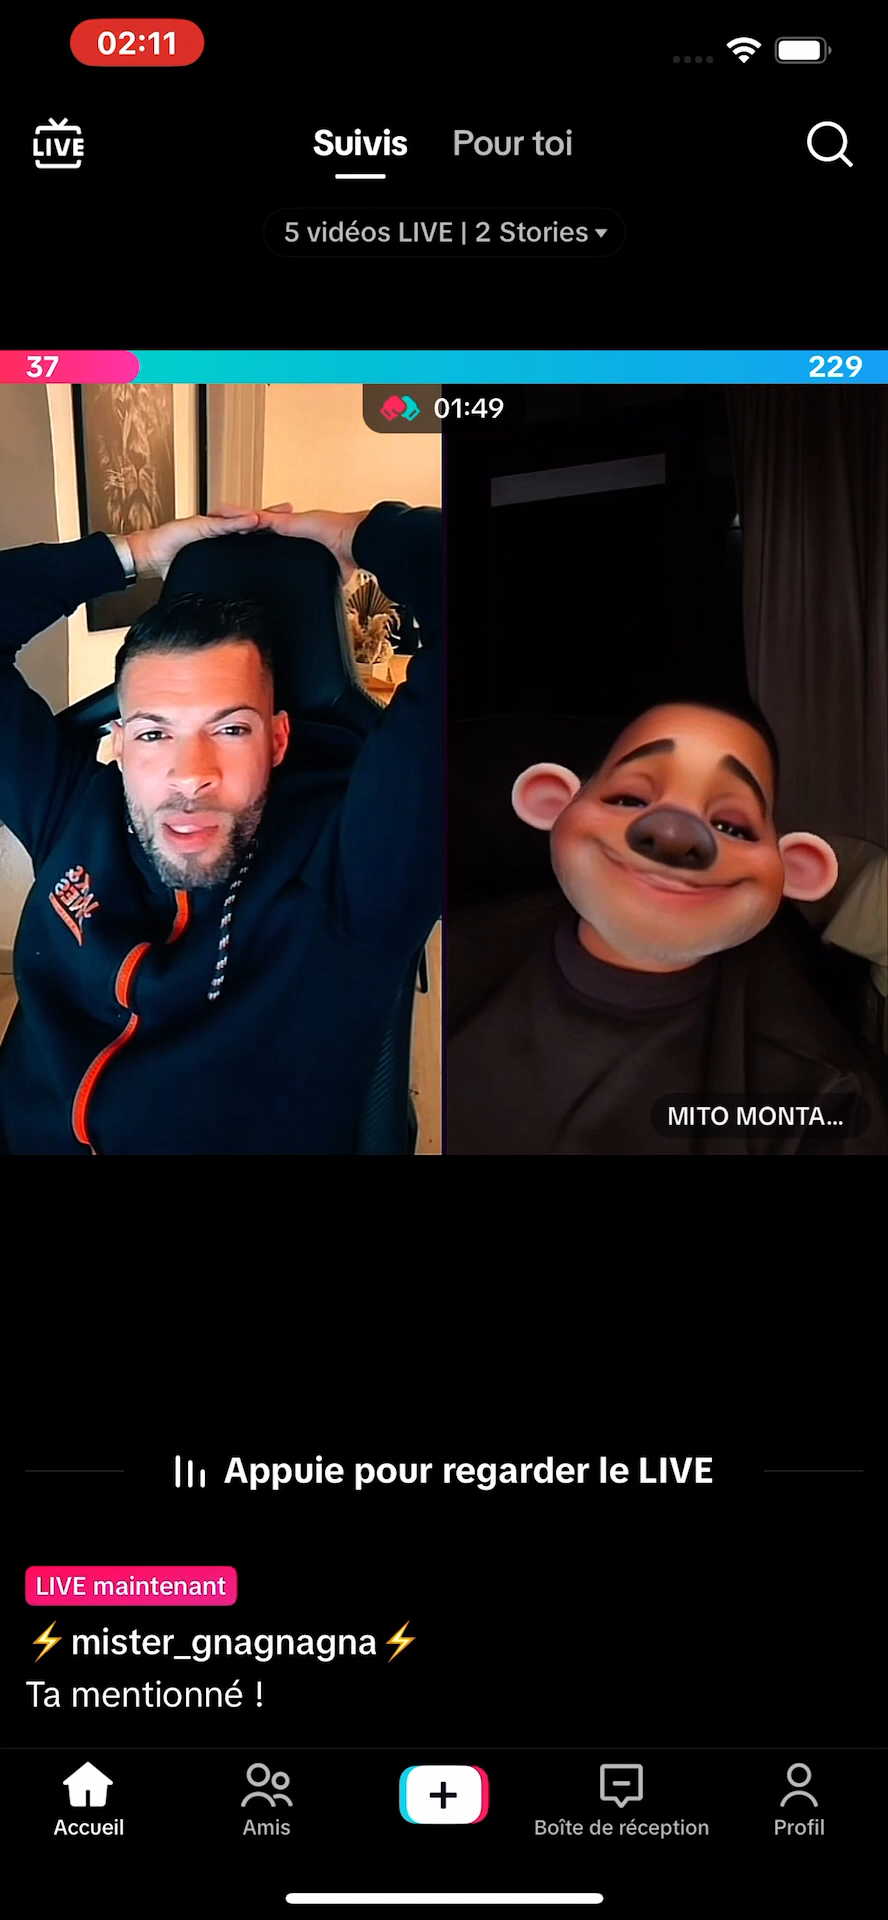 02:11
LIVE
Suivis
Pour toi
5 vidéos LIVE | 2 Stories
37
229
01:49
MITO MONTA...
Appuie pour regarder le LIVE
LIVE maintenant
⚡mister_gnagnagna⚡
Ta mentionné !
Accueil
Amis
Boîte de réception
Profil